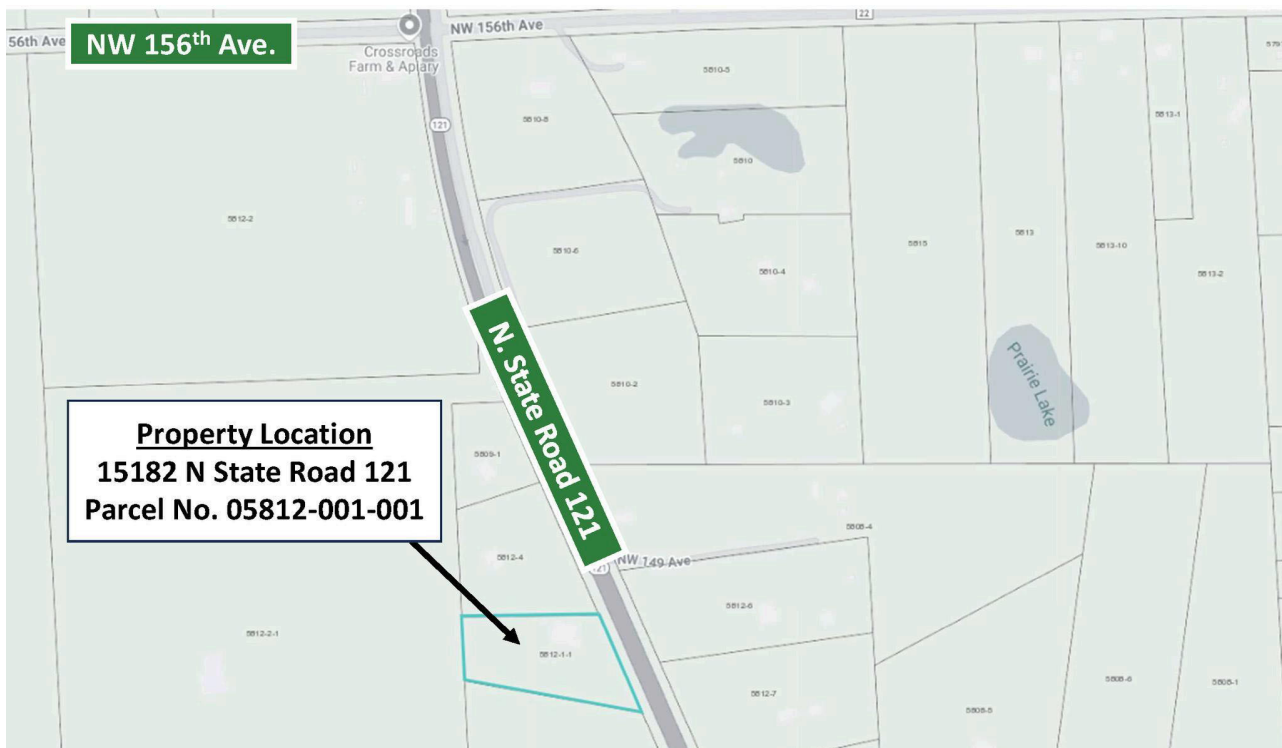 56th Ave
NW 156th Ave.
NW 156th Ave
22
Crossroads
Farm & Apiary
579
5810-5
121
5810-8
5813-1
5810
5812-2
5810-6
5815
5813
5813-10
5810-4
5813-2
N. State Road 121
Prairie Lake
5810-2
5810-3
Property Location
15182 N State Road 121
Parcel No. 05812-001-001
5809-1
5808-4
5812-4
121
NW 149 Ave
5812-6
5812-2-1
5812-1-1
5812-7
5808-6
5808-1
5808-5